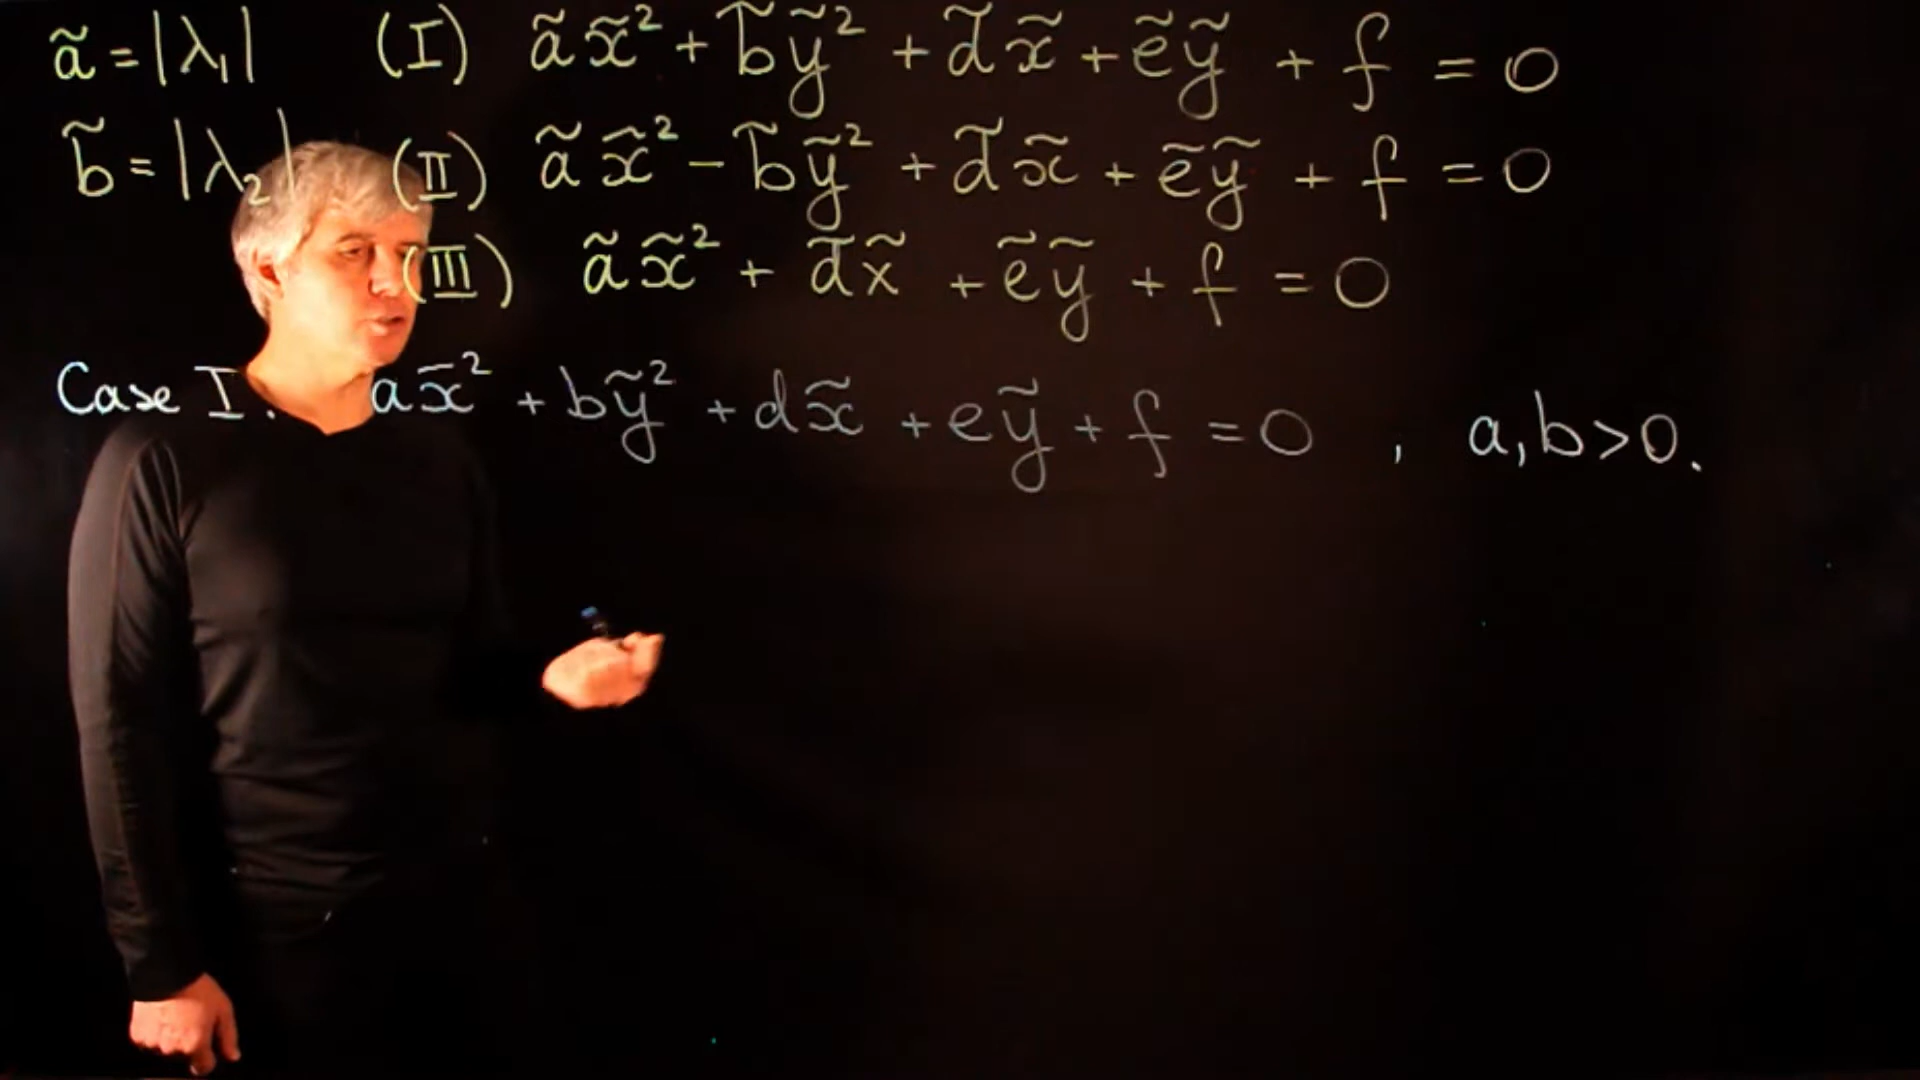 ã = |λ₁| (I) ãx̃² + b̃ỹ² + d̃x̃ + ẽỹ + f = 0
b̃ = |λ₂| (II) ãx̃² - b̃ỹ² + d̃x̃ + ẽỹ + f = 0
(III) ãx̃² + d̃x̃ + ẽỹ + f = 0
Case I. ax̃² + bỹ² + dx̃ + eỹ + f = 0 , a,b>0.